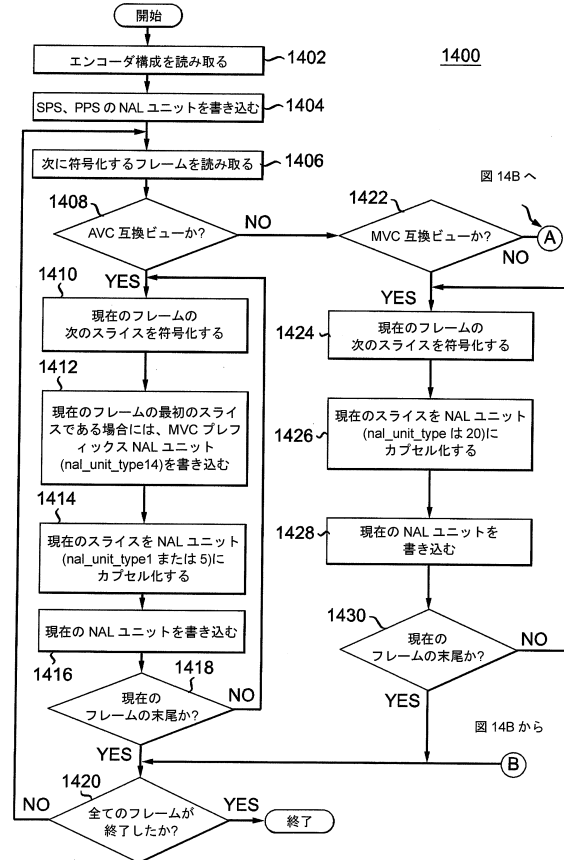 開始
1400
エンコーダ構成を読み取る
1402
SPS、PPS の NAL ユニットを書き込む
1404
次に符号化するフレームを読み取る
1406
1408
AVC 互換ビューか?
NO
YES
1422
MVC 互換ビューか?
NO
YES
図 14B へ
A
1410
現在のフレームの
次のスライスを符号化する
1412
現在のフレームの最初のスライ
スである場合には、MVC プレフ
ィックス NAL ユニット
(nal_unit_type14)を書き込む
1414
現在のスライスを NAL ユニット
(nal_unit_type1 または 5)に
カプセル化する
現在の NAL ユニットを書き込む
1416
1418
現在の
フレームの末尾か?
NO
YES
1424
現在のフレームの
次のスライスを符号化する
1426
現在のスライスを NAL ユニット
(nal_unit_type は 20)に
カプセル化する
1428
現在の NAL ユニットを
書き込む
1430
現在の
フレームの末尾か?
NO
YES
図 14B から
B
1420
全てのフレームが
終了したか?
NO
YES
終了